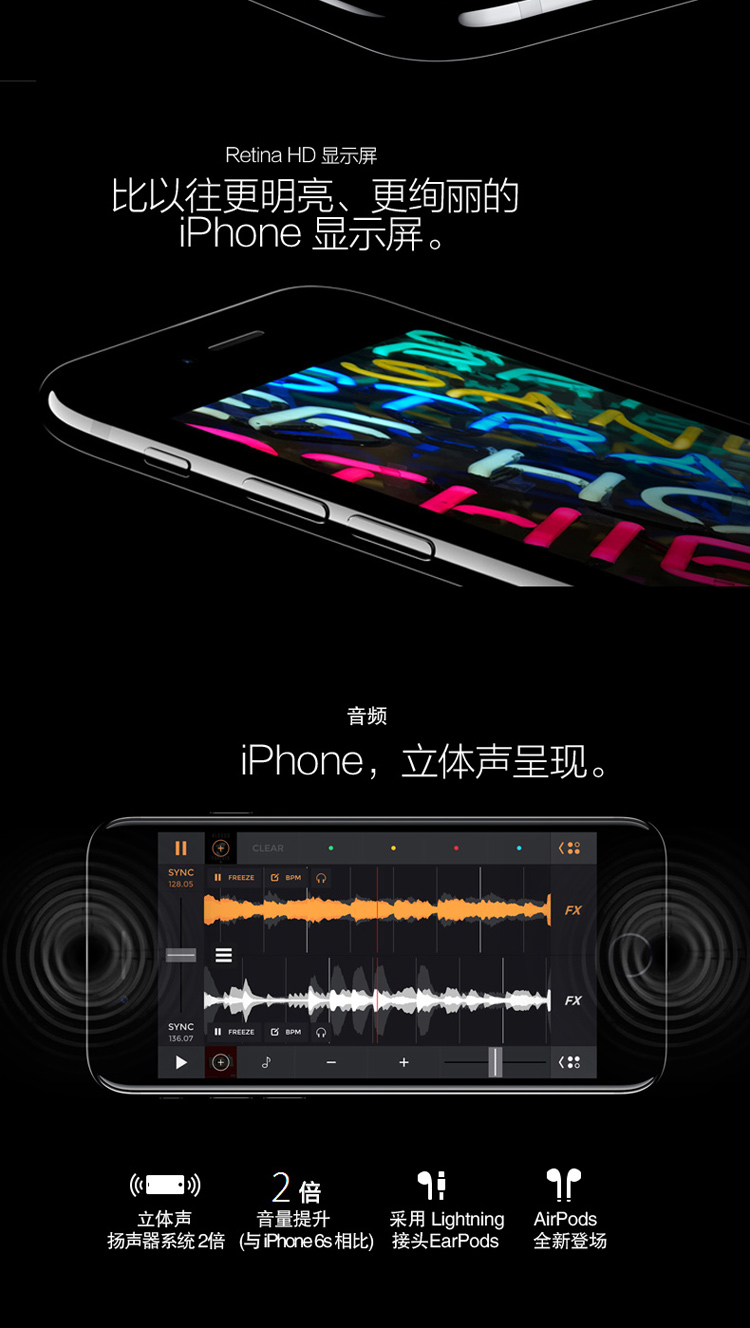 Retina HD 显示屏
比以往更明亮、更绚丽的
iPhone 显示屏。
音频
iPhone，立体声呈现。
CLEAR
SYNC
128.05
FREEZE
BPM
FX
SYNC
136.07
FREEZE
BPM
FX
立体声
扬声器系统2倍
2 倍
音量提升
(与 iPhone 6s 相比)
采用 Lightning
接头EarPods
AirPods
全新登场